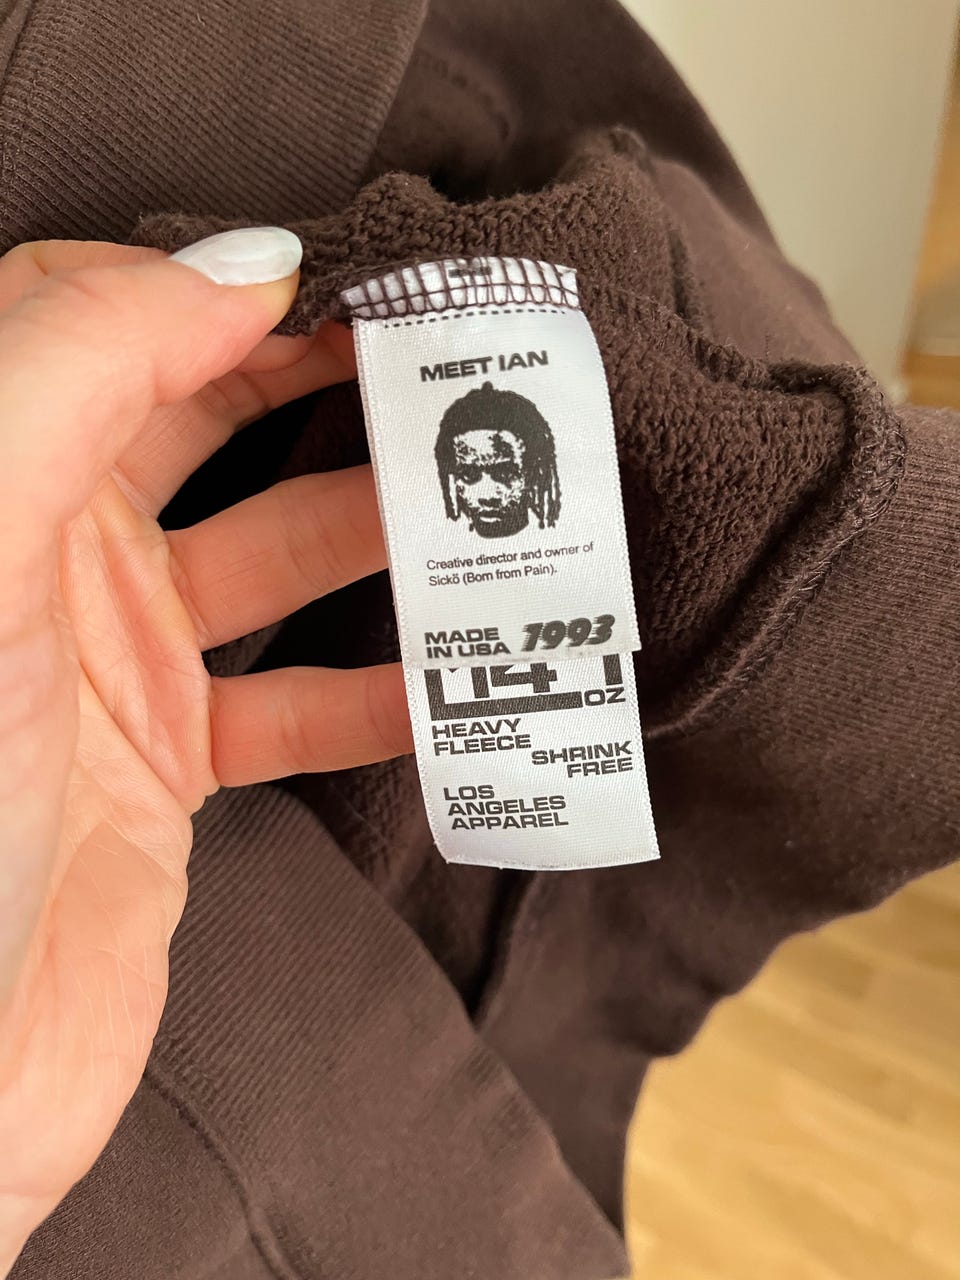 MEET IAN
Creative director and owner of
Sickö (Born from Pain).
MADE
IN USA 1993
OZ
HEAVY
FLEECE
SHRINK
FREE
LOS
ANGELES
APPAREL